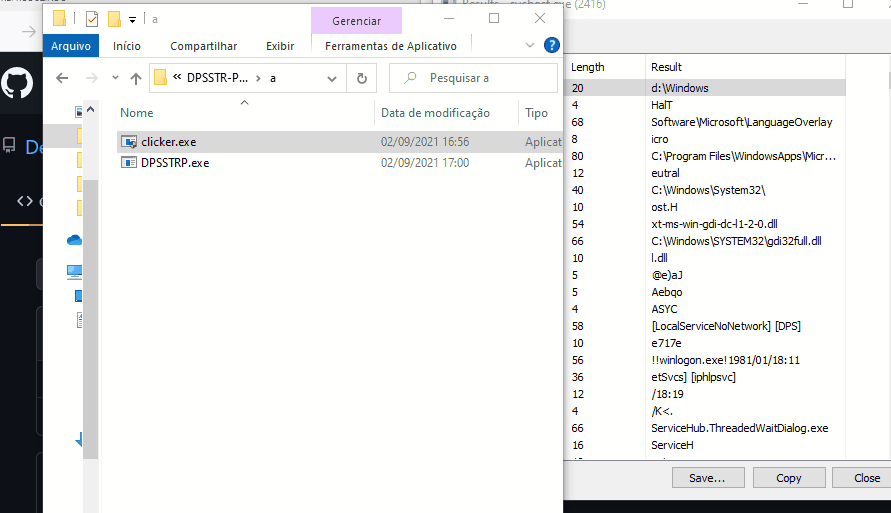 Results - svchost.exe (2416)
a
Gerenciar
Arquivo
Início
Compartilhar
Exibir
Ferramentas de Aplicativo
« DPSSTR-P... › a
Pesquisar a
Nome
Data de modificação
Tipo
clicker.exe
02/09/2021 16:56
Aplicat
DPSSTRP.exe
02/09/2021 17:00
Aplicat
De
<>
Length
Result
20
d:\Windows
4
HalT
68
Software\Microsoft\LanguageOverlay
8
icro
80
C:\Program Files\WindowsApps\Micr...
12
eutral
40
C:\Windows\System32\
10
ost.H
54
xt-ms-win-gdi-dc-l1-2-0.dll
66
C:\Windows\SYSTEM32\gdi32full.dll
10
l.dll
5
@e)aJ
5
Aebqo
4
ASYC
58
[LocalServiceNoNetwork] [DPS]
10
e717e
56
!!winlogon.exe!1981/01/18:11
36
etSvcs] [iphlpsvc]
12
/18:19
4
/K<.
66
ServiceHub.ThreadedWaitDialog.exe
16
ServiceH
Save...
Copy
Close